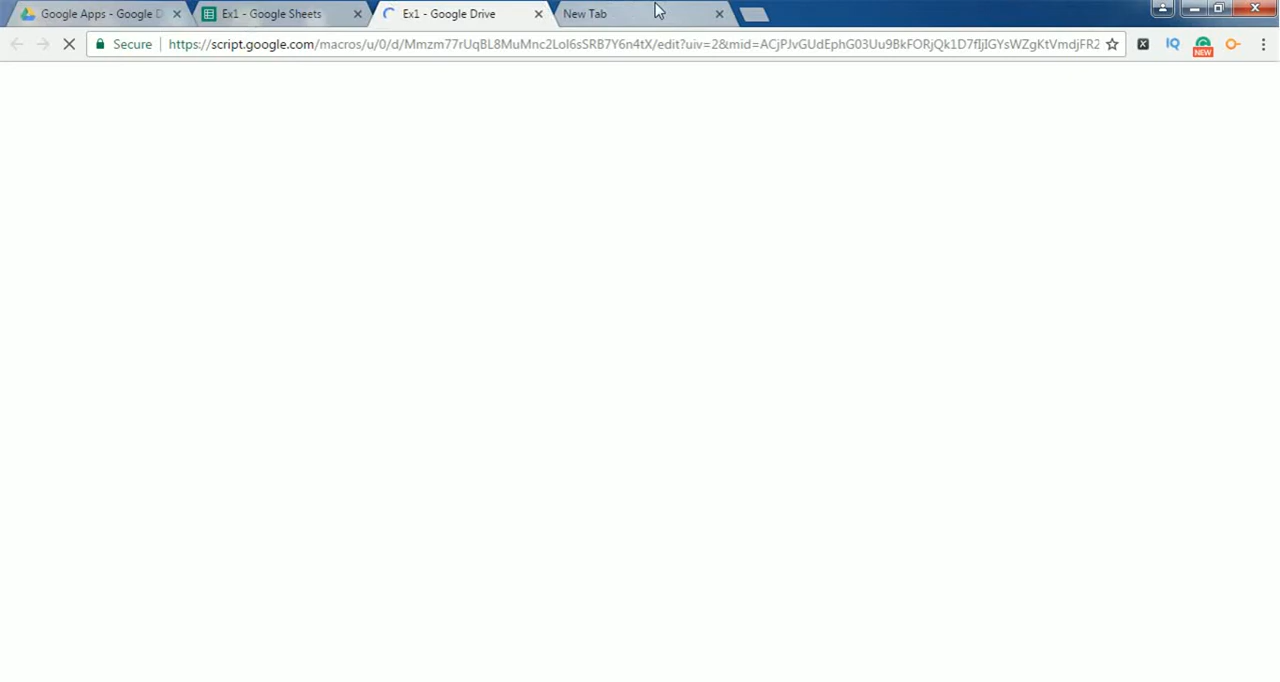 Google Apps - Google D
Ex1 - Google Sheets
Ex1 - Google Drive
New Tab
Secure
https://script.google.com/macros/u/0/d/Mmzm77rUqBL8MuMnc2LoI6sSRB7Y6n4tX/edit?uiv=2&mid=ACjPJvGUdEphG03Uu9BkFORjQk1D7fIjIGYsWZgKtVmdjFR2
X
IQ
NEW